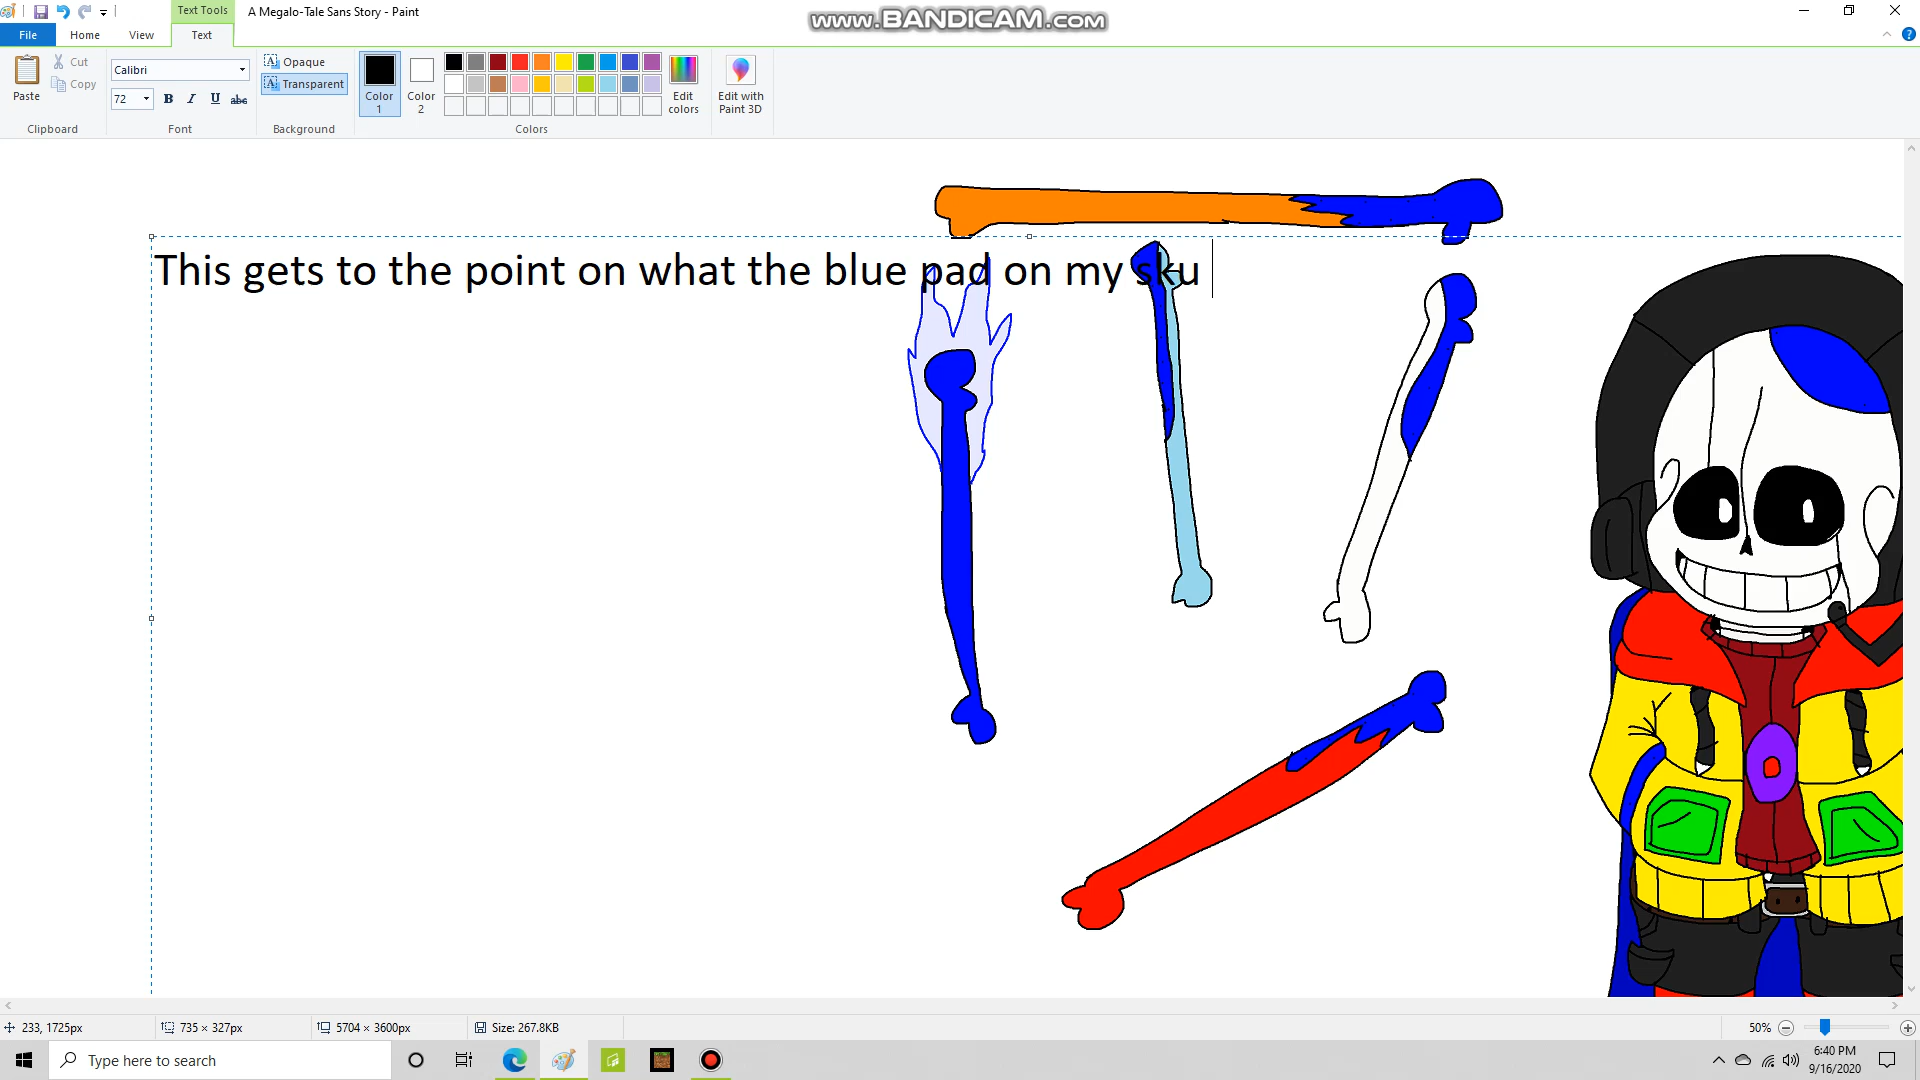 Text Tools
A Megalo-Tale Sans Story - Paint
www.BANDICAM.com
File Home View Text
Paste
Cut
Copy
Clipboard
Calibri
72 B I U abc
Font
Opaque
Transparent
Background
Color 1
Color 2
Edit colors
Colors
Edit with Paint 3D
This gets to the point on what the blue pad on my sku
233, 1725px
735 × 327px
5704 × 3600px
Size: 267.8KB
50%
Type here to search
6:40 PM
9/16/2020